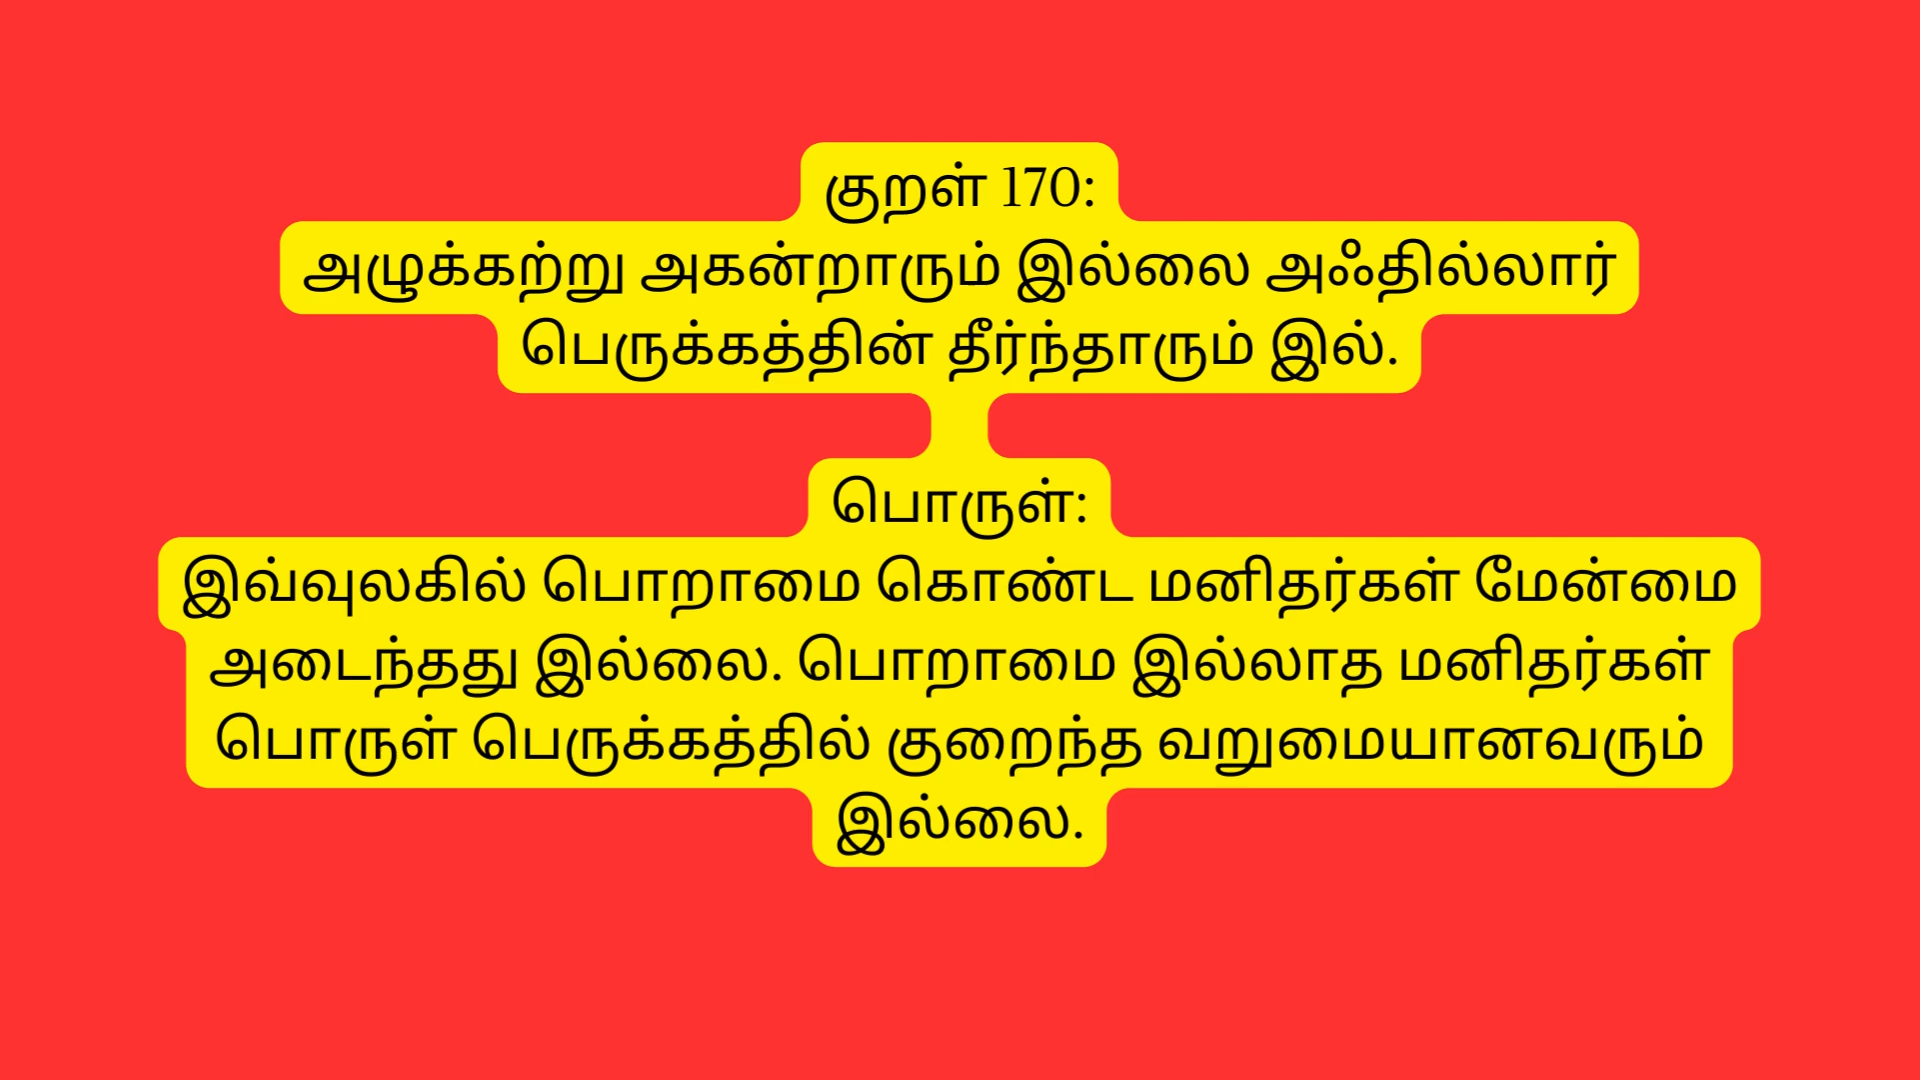 குறள் 170:
அழுக்கற்று அகன்றாரும் இல்லை அஃதில்லார்
பெருக்கத்தின் தீர்ந்தாரும் இல்.
பொருள்:
இவ்வுலகில் பொறாமை கொண்ட மனிதர்கள் மேன்மை
அடைந்தது இல்லை. பொறாமை இல்லாத மனிதர்கள்
பொருள் பெருக்கத்தில் குறைந்த வறுமையானவரும்
இல்லை.